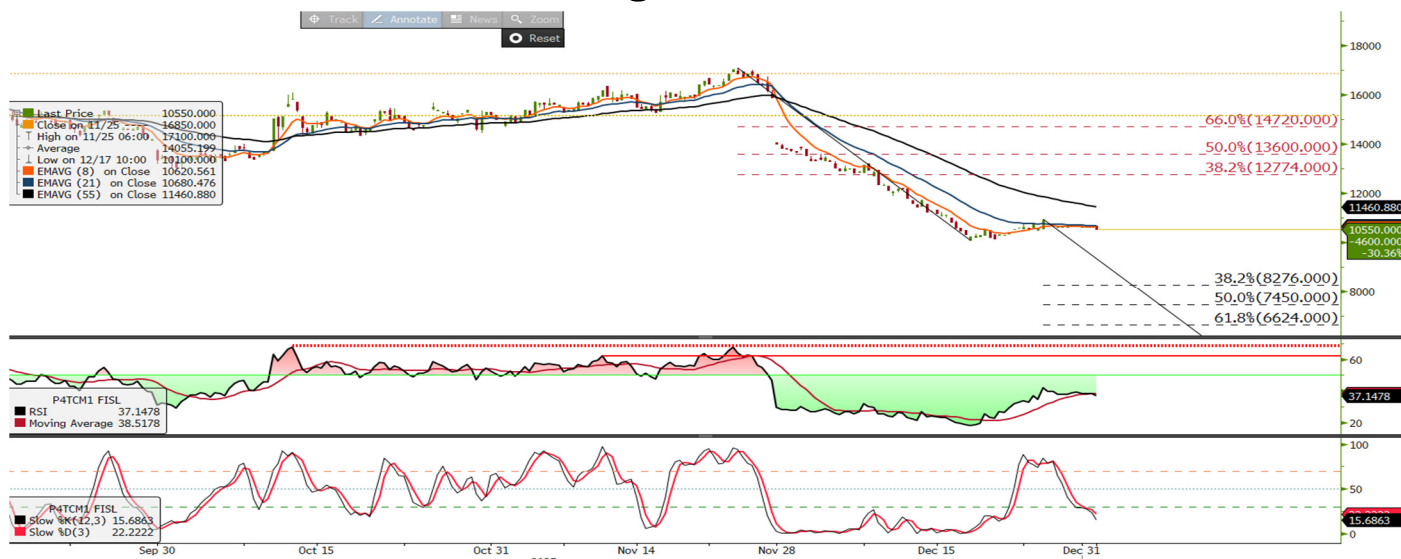 Track Annotate News Zoom
Reset
18000
16000
14000
12000
8000
Last Price 10550.000
Close on 11/25 16850.000
High on 11/25 06:00 17100.000
Average 14055.199
Low on 12/17 10:00 10100.000
EMAVG (8) on Close 10620.561
EMAVG (21) on Close 10680.476
EMAVG (55) on Close 11460.880
66.0%(14720.000)
50.0%(13600.000)
38.2%(12774.000)
11460.880
10550.000
-4600.000
-30.36%
38.2%(8276.000)
50.0%(7450.000)
61.8%(6624.000)
60
37.1478
20
P4TCM1 FISL
RSI 37.1478
Moving Average 38.5178
100
50
22.2222
15.6863
0
P4TCM1 FISL
Slow %K(12,3) 15.6863
Slow %D(3) 22.2222
Sep 30 Oct 15 Oct 31 Nov 14 Nov 28 Dec 15 Dec 31